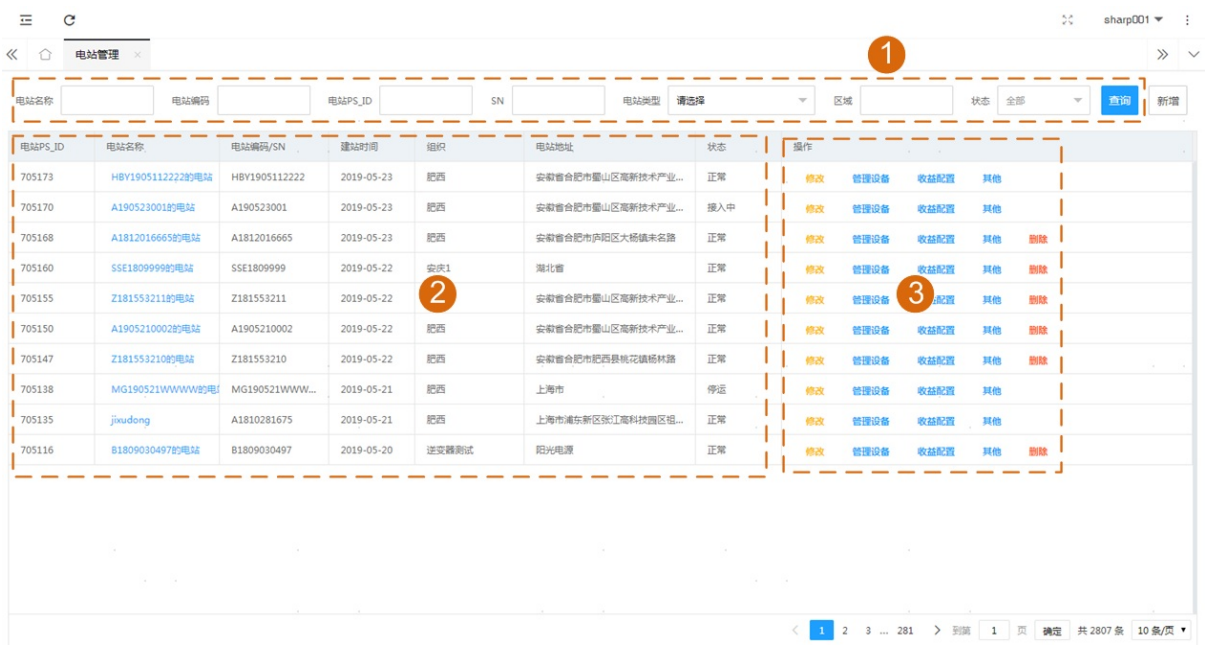 sharp001
电站管理
1
电站名称 电站编码 电站PS_ID SN 电站类型 请选择 区域 状态 全部 查询 新增
电站PS_ID 电站名称 电站编码/SN 建站时间 组织 电站地址 状态 操作
705173 HBY1905112222的电站 HBY1905112222 2019-05-23 肥西 安徽省合肥市蜀山区高新技术产业... 正常 修改 管理设备 收益配置 其他
705170 A190523001的电站 A190523001 2019-05-23 肥西 安徽省合肥市蜀山区高新技术产业... 接入中 修改 管理设备 收益配置 其他
705168 A1812016665的电站 A1812016665 2019-05-23 肥西 安徽省合肥市庐阳区大杨镇未名路 正常 修改 管理设备 收益配置 其他 删除
705160 SSE1809999的电站 SSE1809999 2019-05-22 安庆1 湖北省 正常 修改 管理设备 收益配置 其他 删除
705155 Z181553211的电站 Z181553211 2019-05-22 2 安徽省合肥市蜀山区高新技术产业... 正常 修改 管理设备 3 配置 其他 删除
705150 A1905210002的电站 A1905210002 2019-05-22 肥西 安徽省合肥市蜀山区高新技术产业... 正常 修改 管理设备 收益配置 其他 删除
705147 Z181553210的电站 Z181553210 2019-05-22 肥西 安徽省合肥市肥西县桃花镇杨林路 正常 修改 管理设备 收益配置 其他 删除
705138 MG190521WWWW的电 MG190521WWW... 2019-05-21 肥西 上海市 停运 修改 管理设备 收益配置 其他
705135 jixudong A1810281675 2019-05-21 肥西 上海市浦东新区张江高科技园区祖... 正常 修改 管理设备 收益配置 其他
705116 B1809030497的电站 B1809030497 2019-05-20 逆变器测试 阳光电源 正常 修改 管理设备 收益配置 其他 删除
1 2 3 ... 281 到第 1 页 确定 共 2807 条 10 条/页